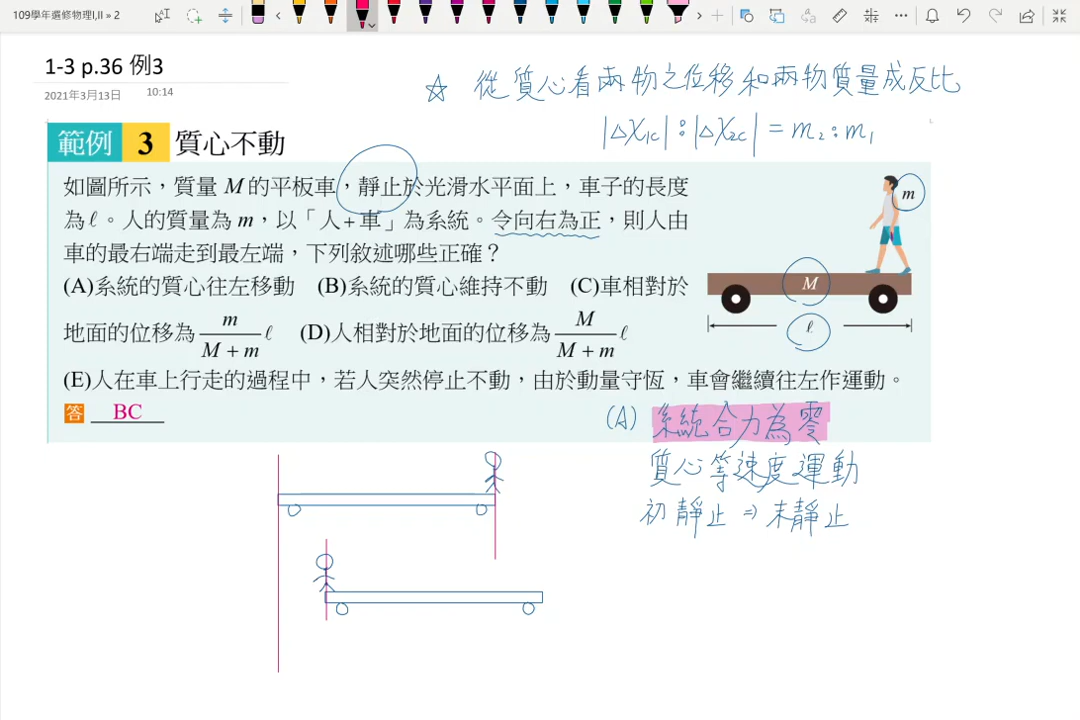 109學年選修物理I,II » 2
1-3 p.36 例3
2021年3月13日 10:14
☆ 從質心看兩物之位移和兩物質量成反比
|△X1C|:|△X2C| = m2:m1
範例 3 質心不動
如圖所示，質量 M 的平板車，靜止於光滑水平面上，車子的長度
為 ℓ。人的質量為 m，以「人+車」為系統。令向右為正，則人由
車的最右端走到最左端，下列敘述哪些正確？
(A)系統的質心往左移動 (B)系統的質心維持不動 (C)車相對於
地面的位移為 m/(M+m) ℓ (D)人相對於地面的位移為 M/(M+m) ℓ
(E)人在車上行走的過程中，若人突然停止不動，由於動量守恆，車會繼續往左作運動。
答 BC
m
M
ℓ
(A) 系統合力為零
質心等速度運動
初靜止 ⇒ 末靜止